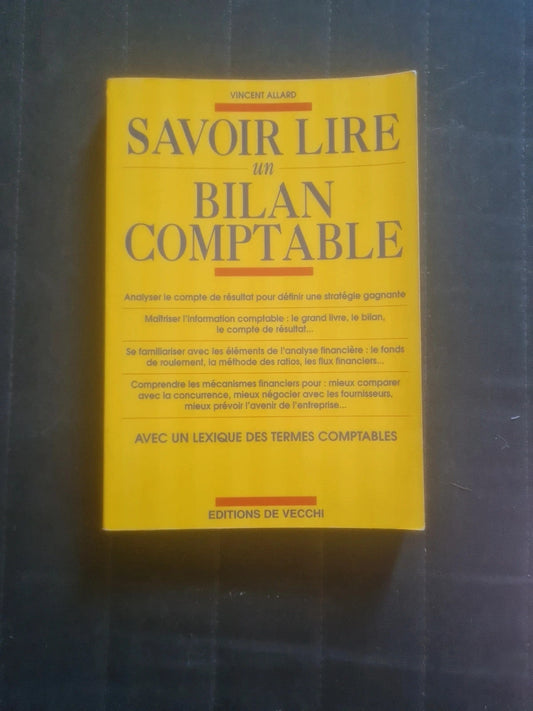 VINCENT ALLARD
SAVOIR LIRE
un
BILAN
COMPTABLE
Analyser le compte de résultat pour définir une stratégie gagnante
Maîtriser l'information comptable : le grand livre, le bilan,
le compte de résultat...
Se familiariser avec les éléments de l'analyse financière : le fonds
de roulement, la méthode des ratios, les flux financiers...
Comprendre les mécanismes financiers pour : mieux comparer
avec la concurrence, mieux négocier avec les fournisseurs,
mieux prévoir l'avenir de l'enfreprise...
AVEC UN LEXIQUE DES TERMES COMPTABLES
EDITIONS DE VECCHI